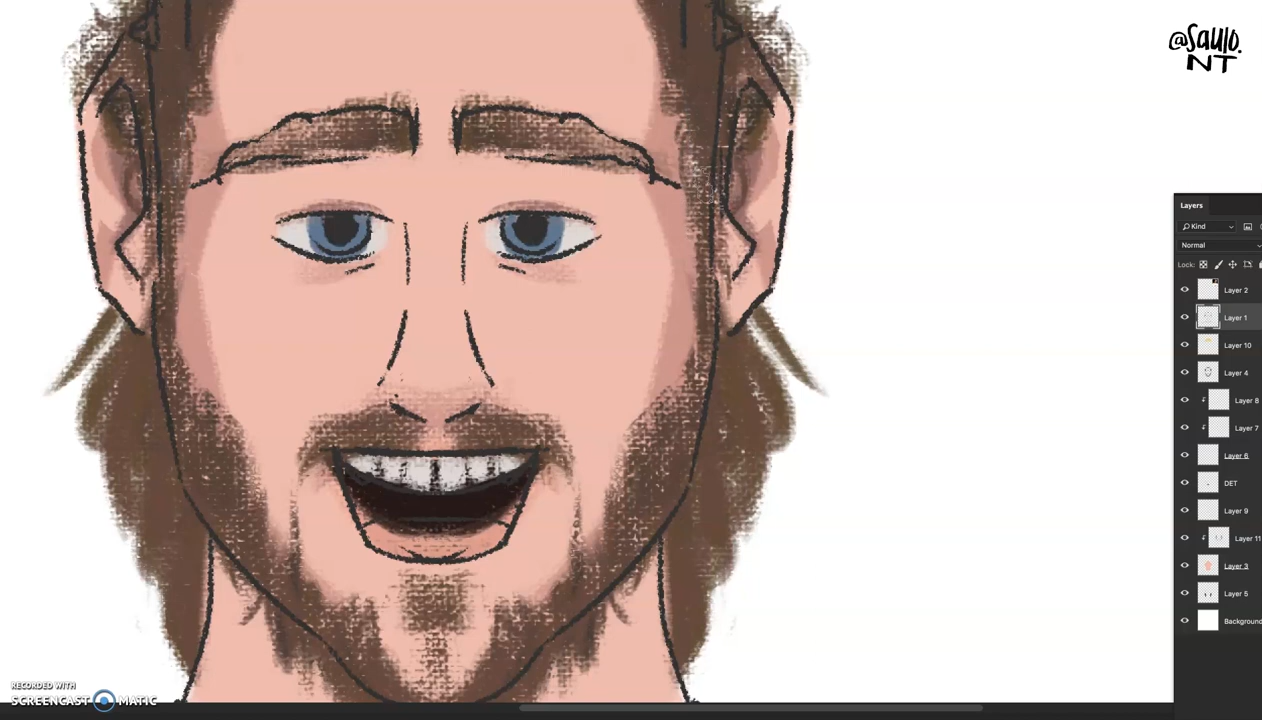 @Saulo.
NT
Layers
Kind
Normal
Lock:
Layer 2
Layer 1
Layer 10
Layer 4
Layer 8
Layer 7
Layer 6
DET
Layer 9
Layer 11
Layer 3
Layer 5
Background
RECORDED WITH
SCREENCAST MATIC